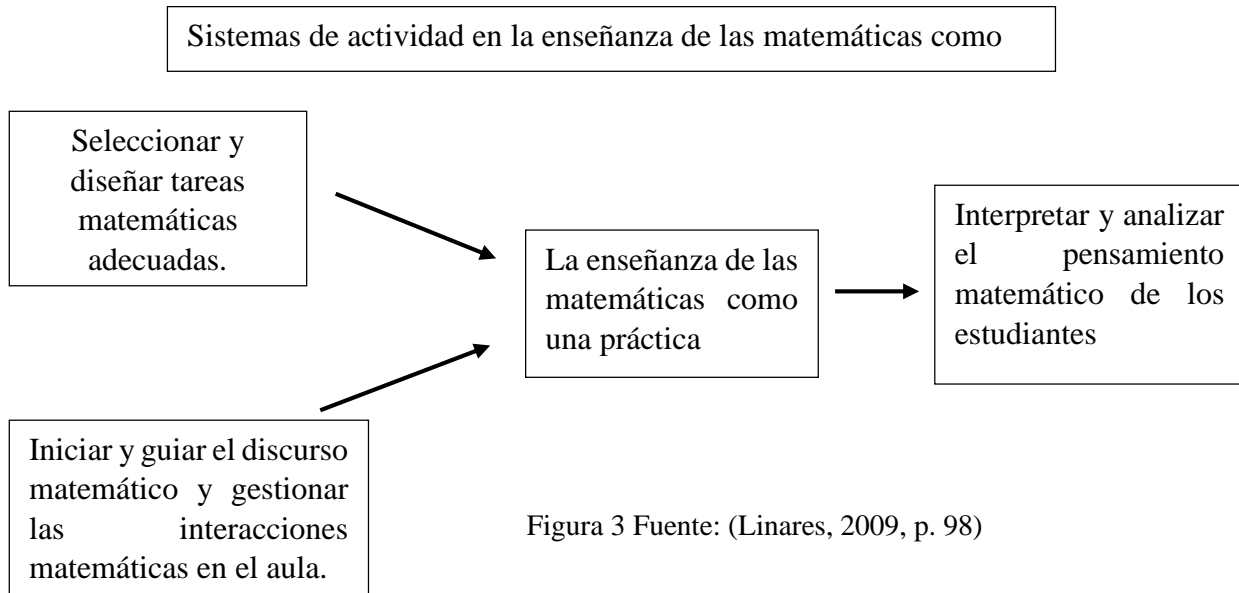 Sistemas de actividad en la enseñanza de las matemáticas como
Seleccionar y
diseñar tareas
matemáticas
adecuadas.
La enseñanza de las
matemáticas como
una práctica
Interpretar y analizar
el pensamiento
matemático de los
estudiantes
Iniciar y guiar el discurso
matemático y gestionar
las interacciones
matemáticas en el aula.
Figura 3 Fuente: (Linares, 2009, p. 98)